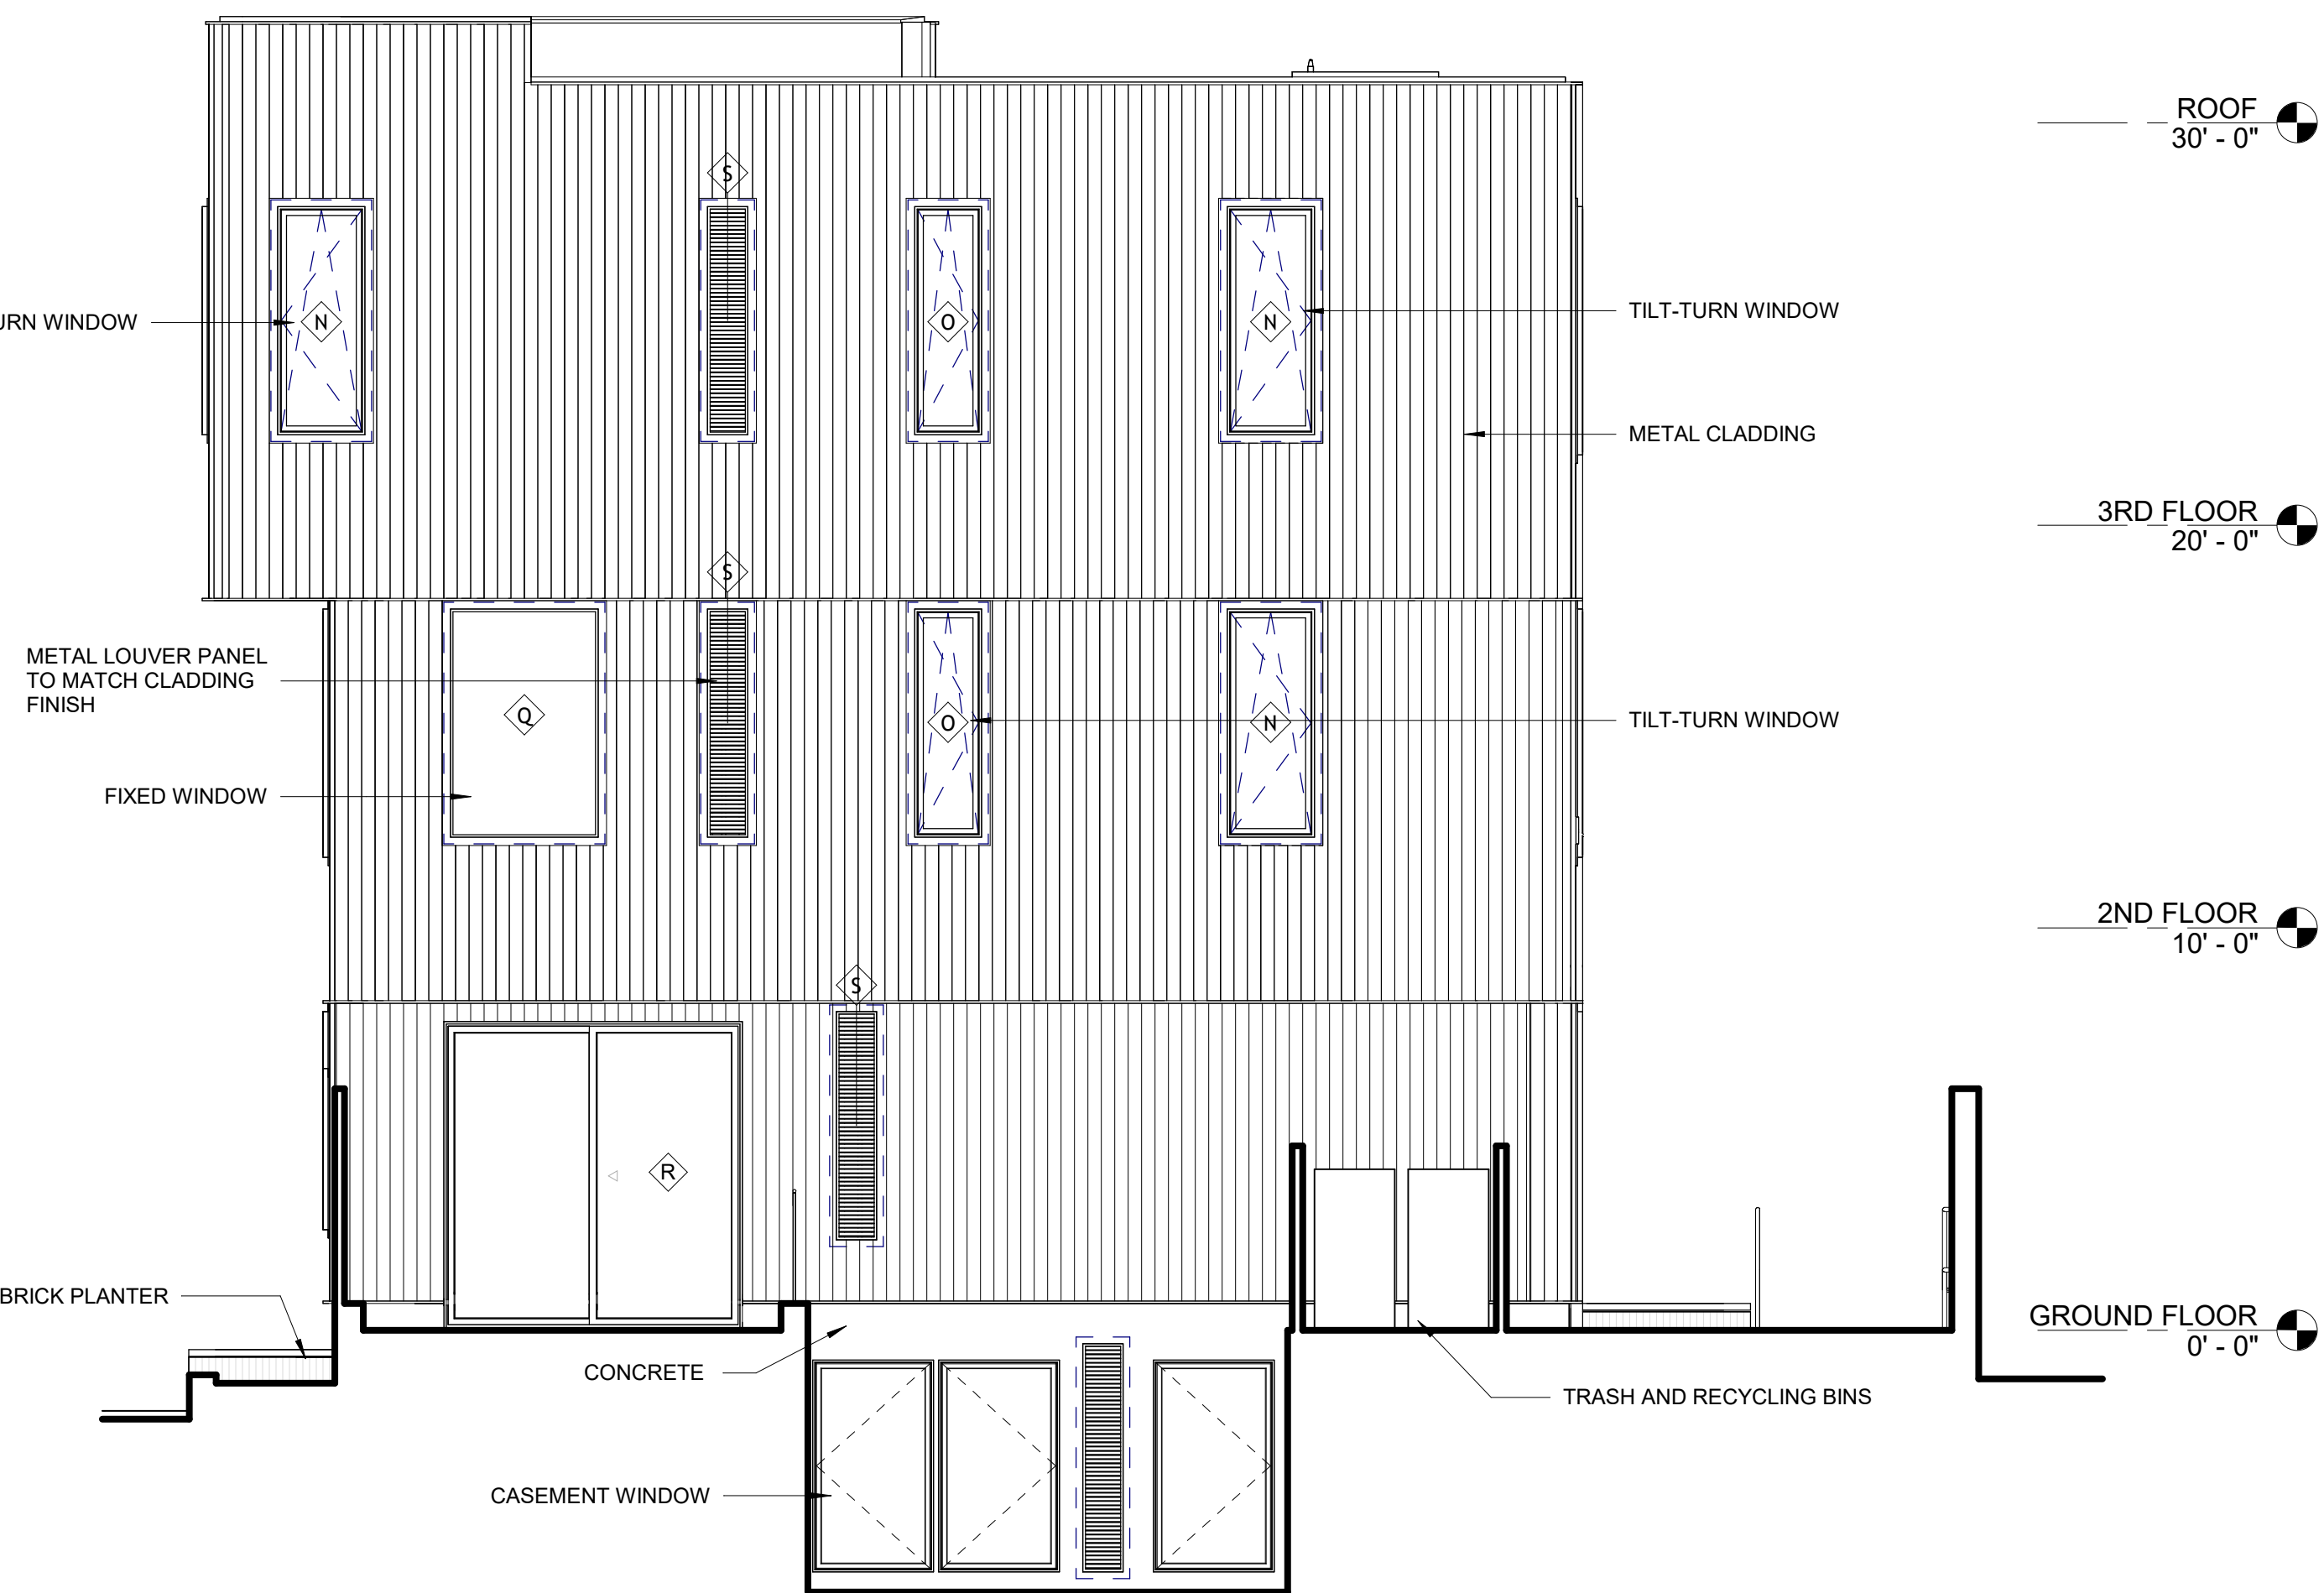 ROOF
30' - 0"
S
WINDOW
N
O
N
TILT-TURN WINDOW
METAL CLADDING
3RD FLOOR
20' - 0"
S
METAL LOUVER PANEL
TO MATCH CLADDING
FINISH
Q
O
N
TILT-TURN WINDOW
FIXED WINDOW
2ND FLOOR
10' - 0"
S
R
BRICK PLANTER
GROUND FLOOR
0' - 0"
CONCRETE
TRASH AND RECYCLING BINS
CASEMENT WINDOW